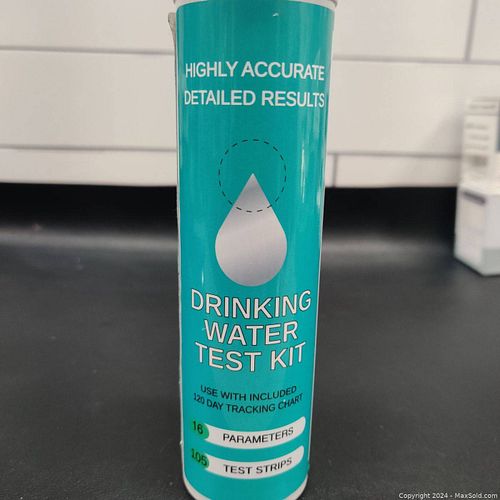 HIGHLY ACCURATE
DETAILED RESULTS
DRINKING
WATER
TEST KIT
USE WITH INCLUDED
120 DAY TRACKING CHART
16 PARAMETERS
105 TEST STRIPS
Copyright © 2024 - MaxSold.com